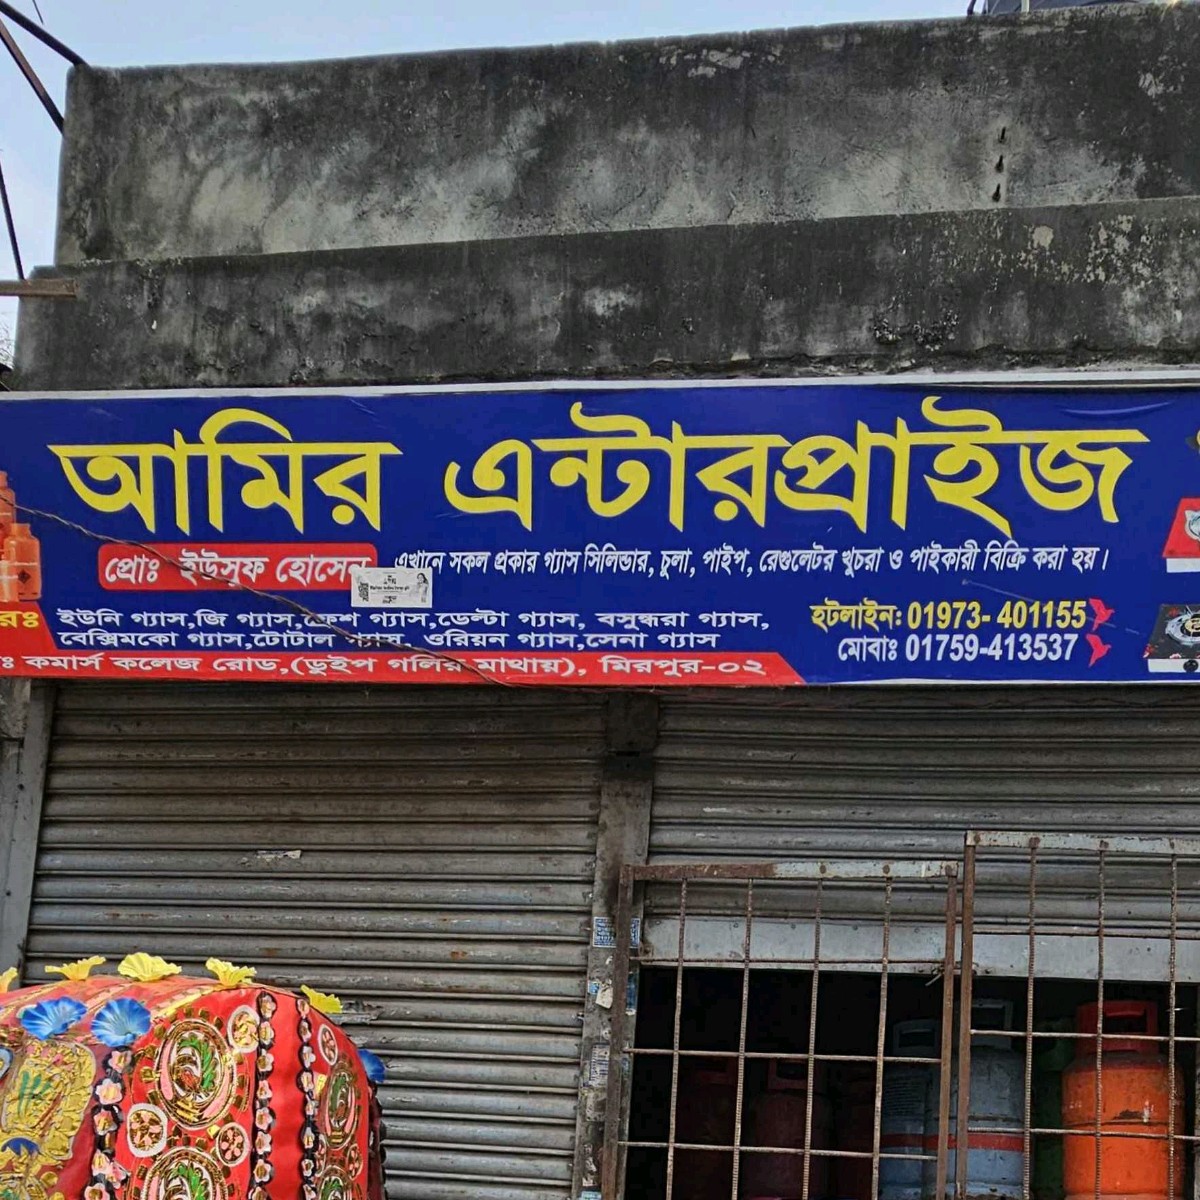 আমির এন্টারপ্রাইজ
প্রোঃ ইউসুফ হোসেন
এখানে সকল প্রকার গ্যাস সিলিন্ডার, চুলা, পাইপ, রেগুলেটর খুচরা ও পাইকারী বিক্রি করা হয়।
ইউনি গ্যাস,জি গ্যাস,ফ্রেশ গ্যাস,ডেল্টা গ্যাস, বসুন্ধরা গ্যাস,
বেক্সিমকো গ্যাস,টোটাল গ্যাস, ওরিয়ন গ্যাস,সেনা গ্যাস
হটলাইন: 01973- 401155
মোবাঃ 01759-413537
কমার্স কলেজ রোড,(ডুইপ গলির মাথায়), মিরপুর-০২